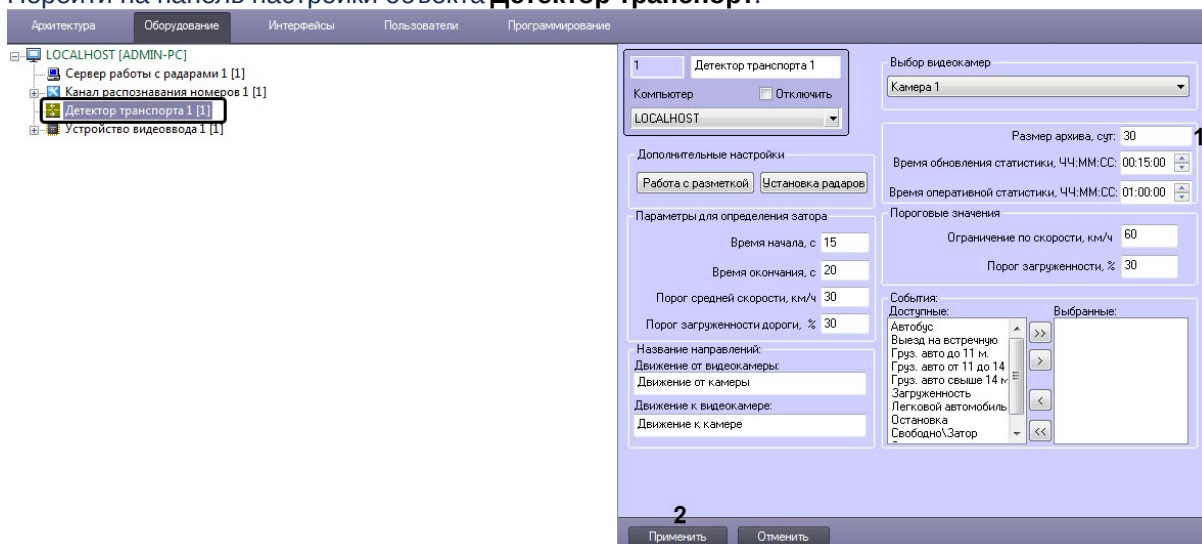 Перейти на панель настройки объекта Детектор транспорт.
Архитектура Оборудование Интерфейсы Пользователи Программирование
LOCALHOST [ADMIN-PC]
Сервер работы с радарами 1 [1]
Канал распознавания номеров 1 [1]
Детектор транспорта 1 [1]
Устройство видеоввода 1 [1]
1 Детектор транспорта 1
Компьютер Отключить
LOCALHOST
Дополнительные настройки
Работа с разметкой Установка радаров
Параметры для определения затора
Время начала, с 15
Время окончания, с 20
Порог средней скорости, км/ч 30
Порог загруженности дороги, % 30
Название направлений:
Движение от видеокамеры:
Движение от камеры
Движение к видеокамере:
Движение к камере
Выбор видеокамер
Камера 1
Размер архива, сут: 30
1
Время обновления статистики, ЧЧ:ММ:СС: 00:15:00
Время оперативной статистики, ЧЧ:ММ:СС: 01:00:00
Пороговые значения
Ограничение по скорости, км/ч 60
Порог загруженности, % 30
События:
Доступные: Выбранные:
Автобус
Выезд на встречную
Груз. авто до 11 м.
Груз. авто от 11 до 14
Груз. авто свыше 14 м
Загруженность
Легковой автомобиль
Остановка
Свободно\Затор
>>
>
<
<<
2
Применить Отменить